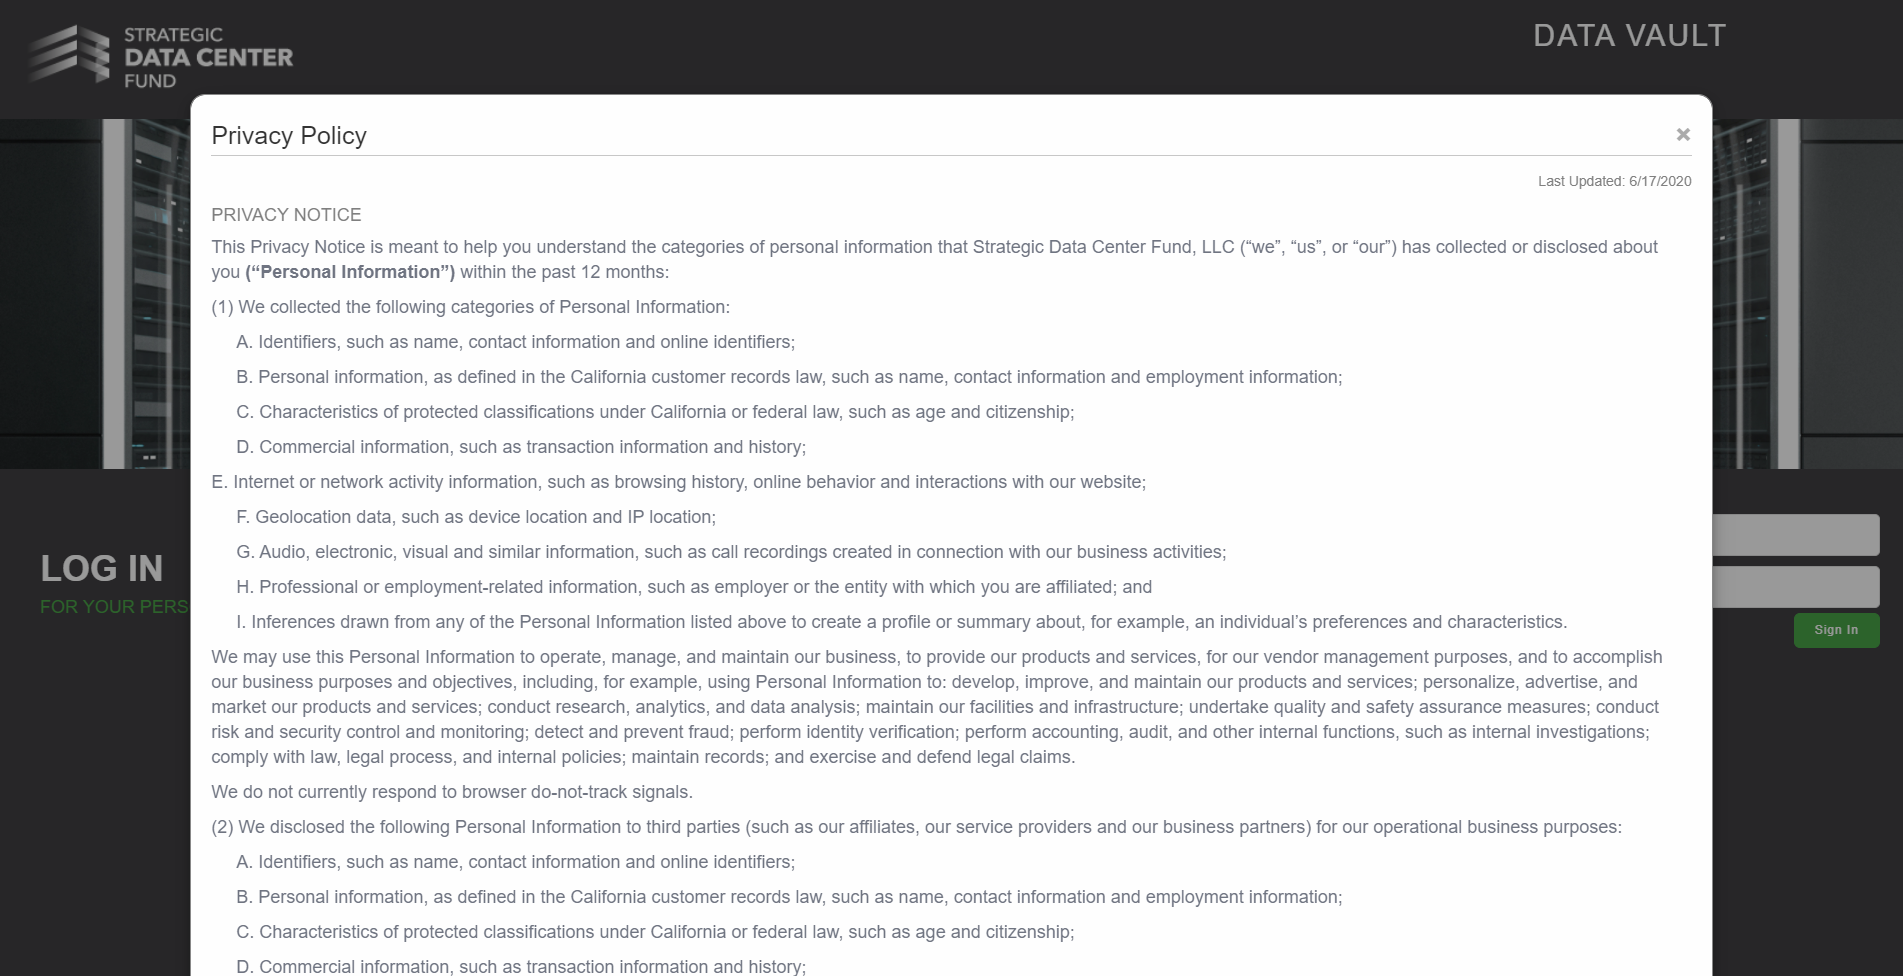 STRATEGIC
DATA CENTER
FUND
DATA VAULT
Privacy Policy
×
Last Updated: 6/17/2020
PRIVACY NOTICE
This Privacy Notice is meant to help you understand the categories of personal information that Strategic Data Center Fund, LLC (“we”, “us”, or “our”) has collected or disclosed about
you (“Personal Information”) within the past 12 months:
(1) We collected the following categories of Personal Information:
A. Identifiers, such as name, contact information and online identifiers;
B. Personal information, as defined in the California customer records law, such as name, contact information and employment information;
C. Characteristics of protected classifications under California or federal law, such as age and citizenship;
D. Commercial information, such as transaction information and history;
E. Internet or network activity information, such as browsing history, online behavior and interactions with our website;
F. Geolocation data, such as device location and IP location;
G. Audio, electronic, visual and similar information, such as call recordings created in connection with our business activities;
H. Professional or employment-related information, such as employer or the entity with which you are affiliated; and
I. Inferences drawn from any of the Personal Information listed above to create a profile or summary about, for example, an individual’s preferences and characteristics.
We may use this Personal Information to operate, manage, and maintain our business, to provide our products and services, for our vendor management purposes, and to accomplish
our business purposes and objectives, including, for example, using Personal Information to: develop, improve, and maintain our products and services; personalize, advertise, and
market our products and services; conduct research, analytics, and data analysis; maintain our facilities and infrastructure; undertake quality and safety assurance measures; conduct
risk and security control and monitoring; detect and prevent fraud; perform identity verification; perform accounting, audit, and other internal functions, such as internal investigations;
comply with law, legal process, and internal policies; maintain records; and exercise and defend legal claims.
We do not currently respond to browser do-not-track signals.
(2) We disclosed the following Personal Information to third parties (such as our affiliates, our service providers and our business partners) for our operational business purposes:
A. Identifiers, such as name, contact information and online identifiers;
B. Personal information, as defined in the California customer records law, such as name, contact information and employment information;
C. Characteristics of protected classifications under California or federal law, such as age and citizenship;
D. Commercial information, such as transaction information and history;
LOG IN
FOR YOUR PERS
Sign In